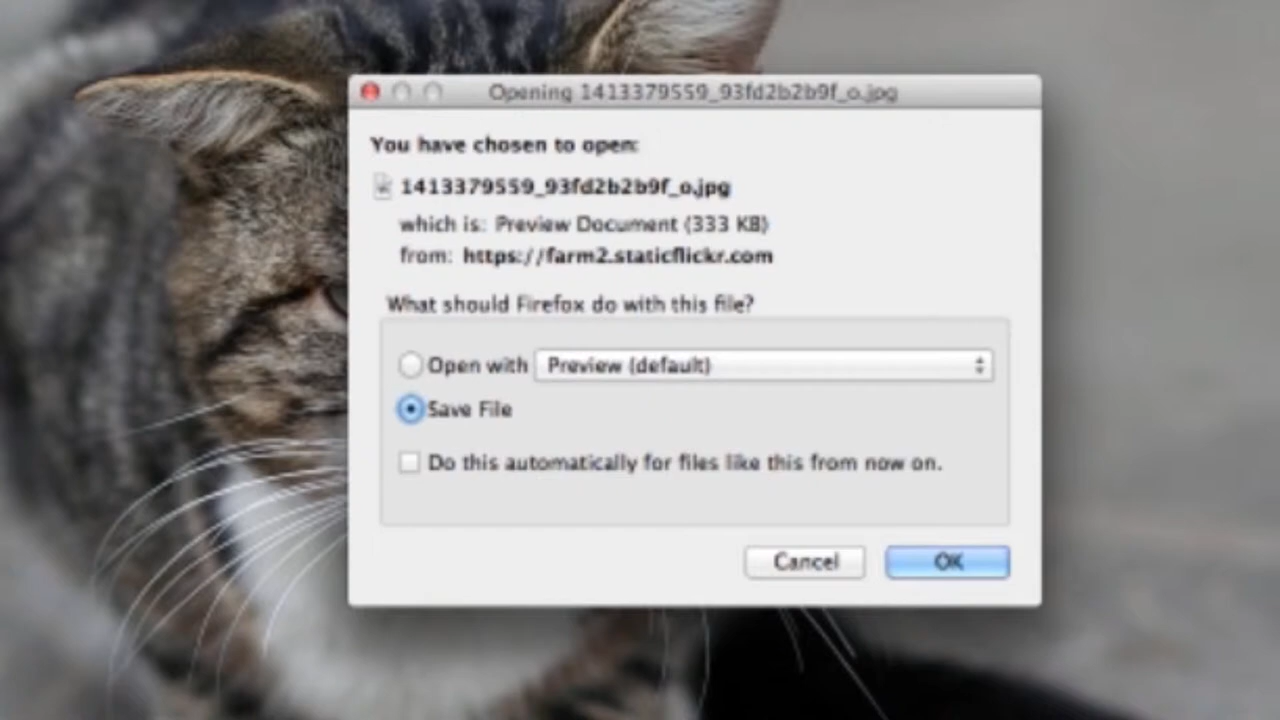 Opening 1413379559_93fd2b2b9f_o.jpg
You have chosen to open:
1413379559_93fd2b2b9f_o.jpg
which is: Preview Document (333 KB)
from: https://farm2.staticflickr.com
What should Firefox do with this file?
Open with Preview (default)
Save File
Do this automatically for files like this from now on.
Cancel OK